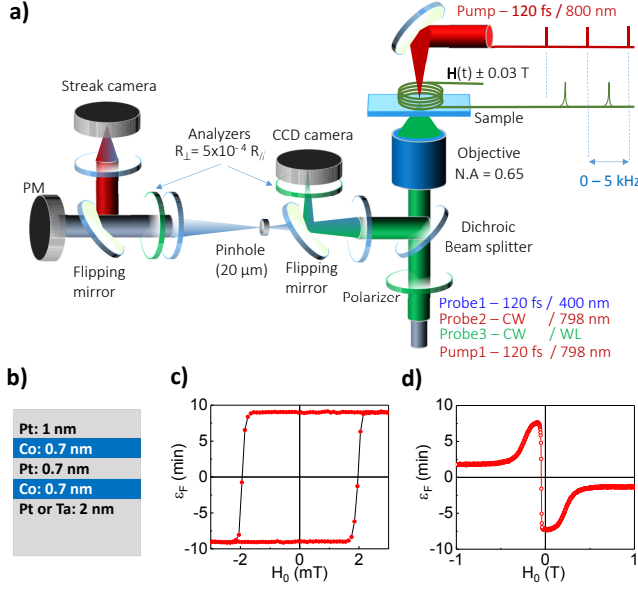 a)
Pump – 120 fs / 800 nm
Streak camera
H(t) ± 0.03 T
Analyzers
R⊥ = 5x10⁻⁴ R//
CCD camera
Sample
PM
Objective
N.A = 0.65
0 – 5 kHz
Pinhole
(20 µm)
Flipping
mirror
Flipping
mirror
Dichroic
Beam splitter
Polarizer
Probe1 – 120 fs / 400 nm
Probe2 – CW / 798 nm
Probe3 – CW / WL
Pump1 – 120 fs / 798 nm
b)
Pt: 1 nm
Co: 0.7 nm
Pt: 0.7 nm
Co: 0.7 nm
Pt or Ta: 2 nm
c)
10
5
0
-5
-10
-2 0 2
εF (min)
H0 (mT)
d)
10
5
0
-5
-10
-1 0 1
εF (min)
H0 (T)